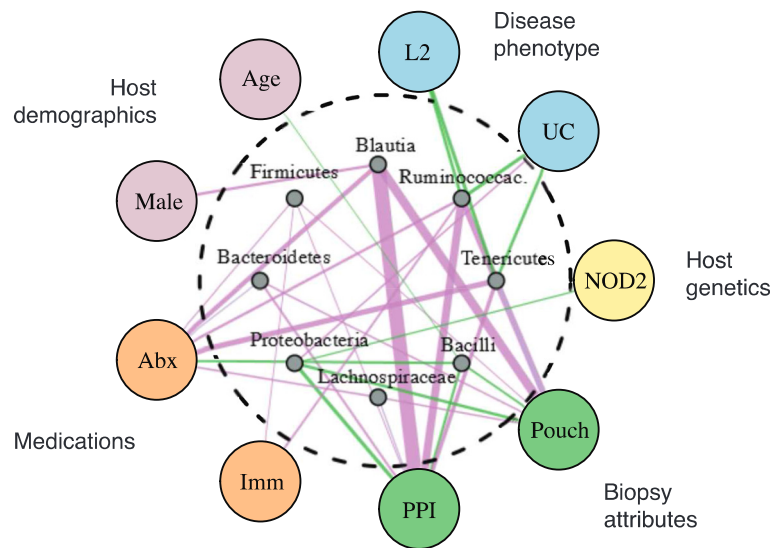 Disease
phenotype
L2
Age
Host
demographics
UC
Blautia
Firmicutes
Ruminococcac.
Male
Bacteroidetes
Tenericutes
NOD2
Host
genetics
Proteobacteria
Bacilli
Abx
Lachnospiraceae
Pouch
Medications
Imm
PPI
Biopsy
attributes